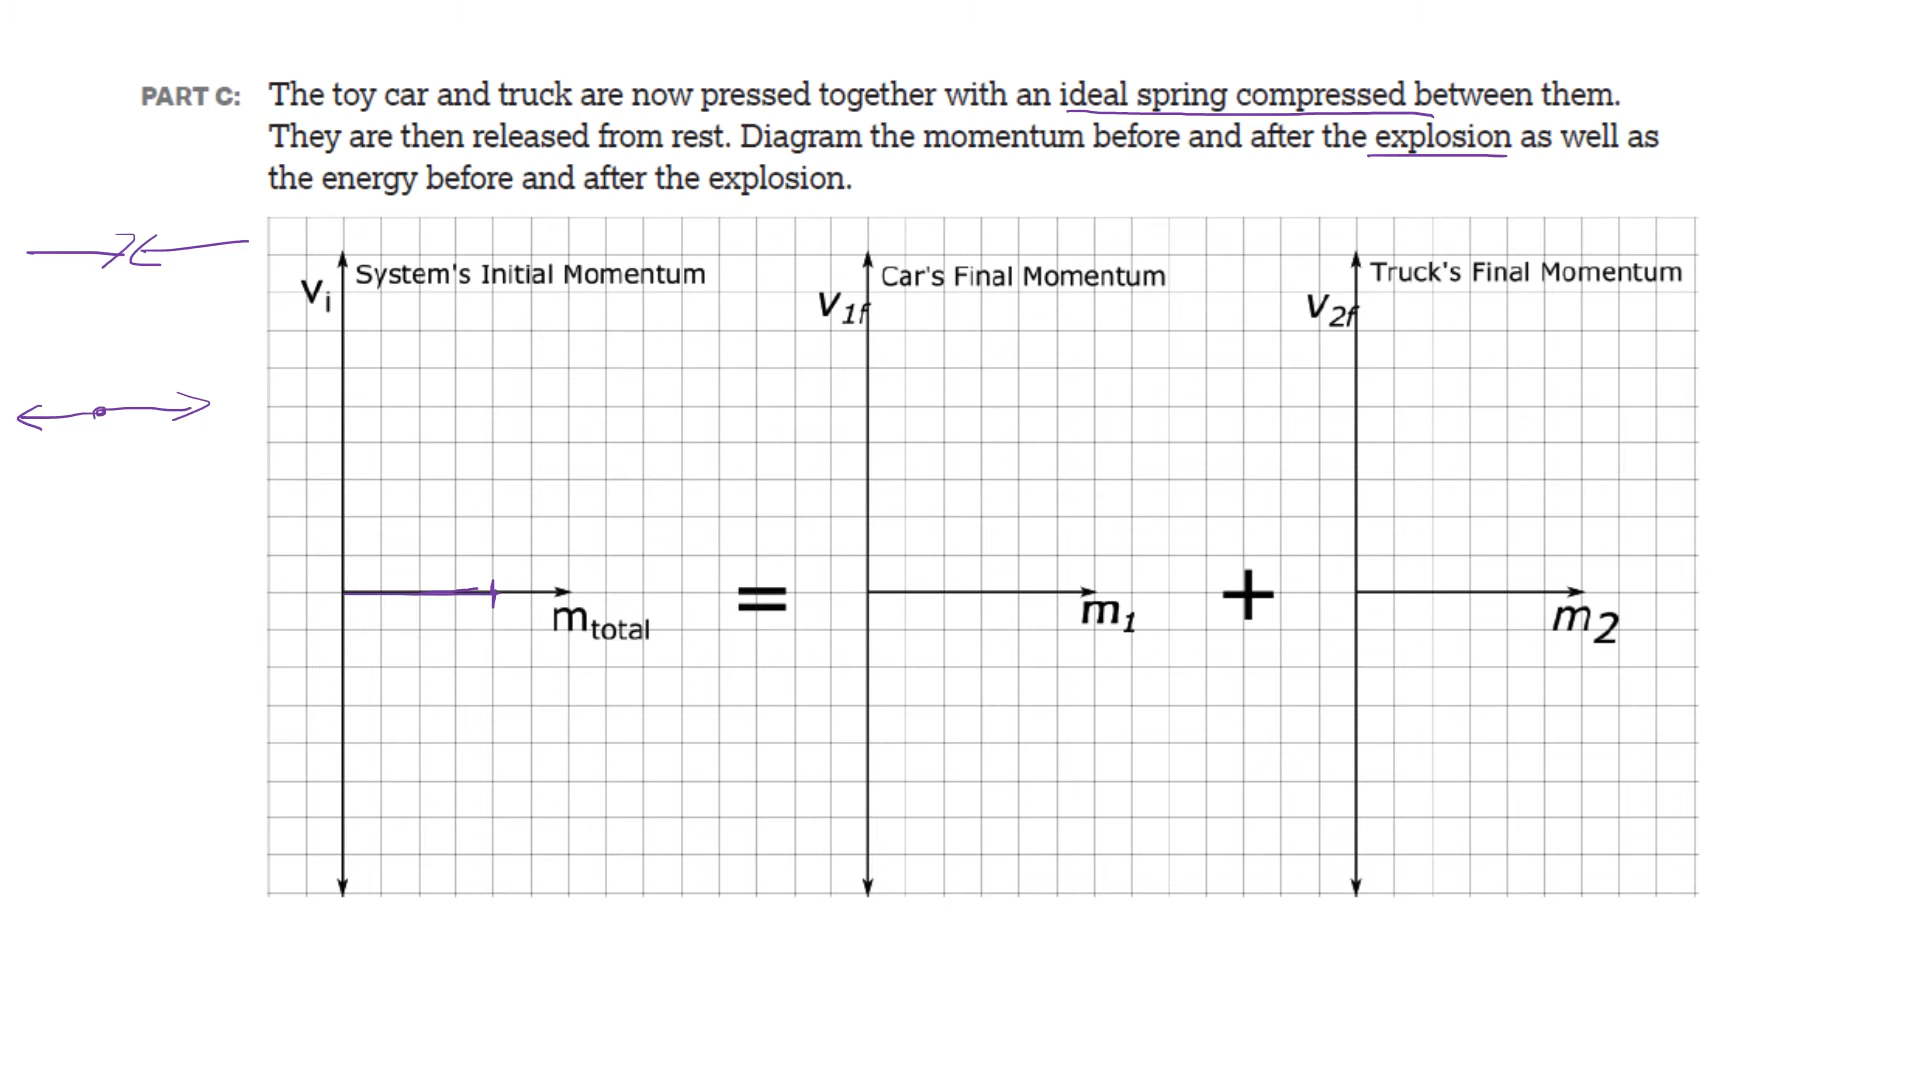 PART C: The toy car and truck are now pressed together with an ideal spring compressed between them.
They are then released from rest. Diagram the momentum before and after the explosion as well as
the energy before and after the explosion.
System's Initial Momentum
Car's Final Momentum
Truck's Final Momentum
Vi
V1f
V2f
mtotal
=
m1
+
m2